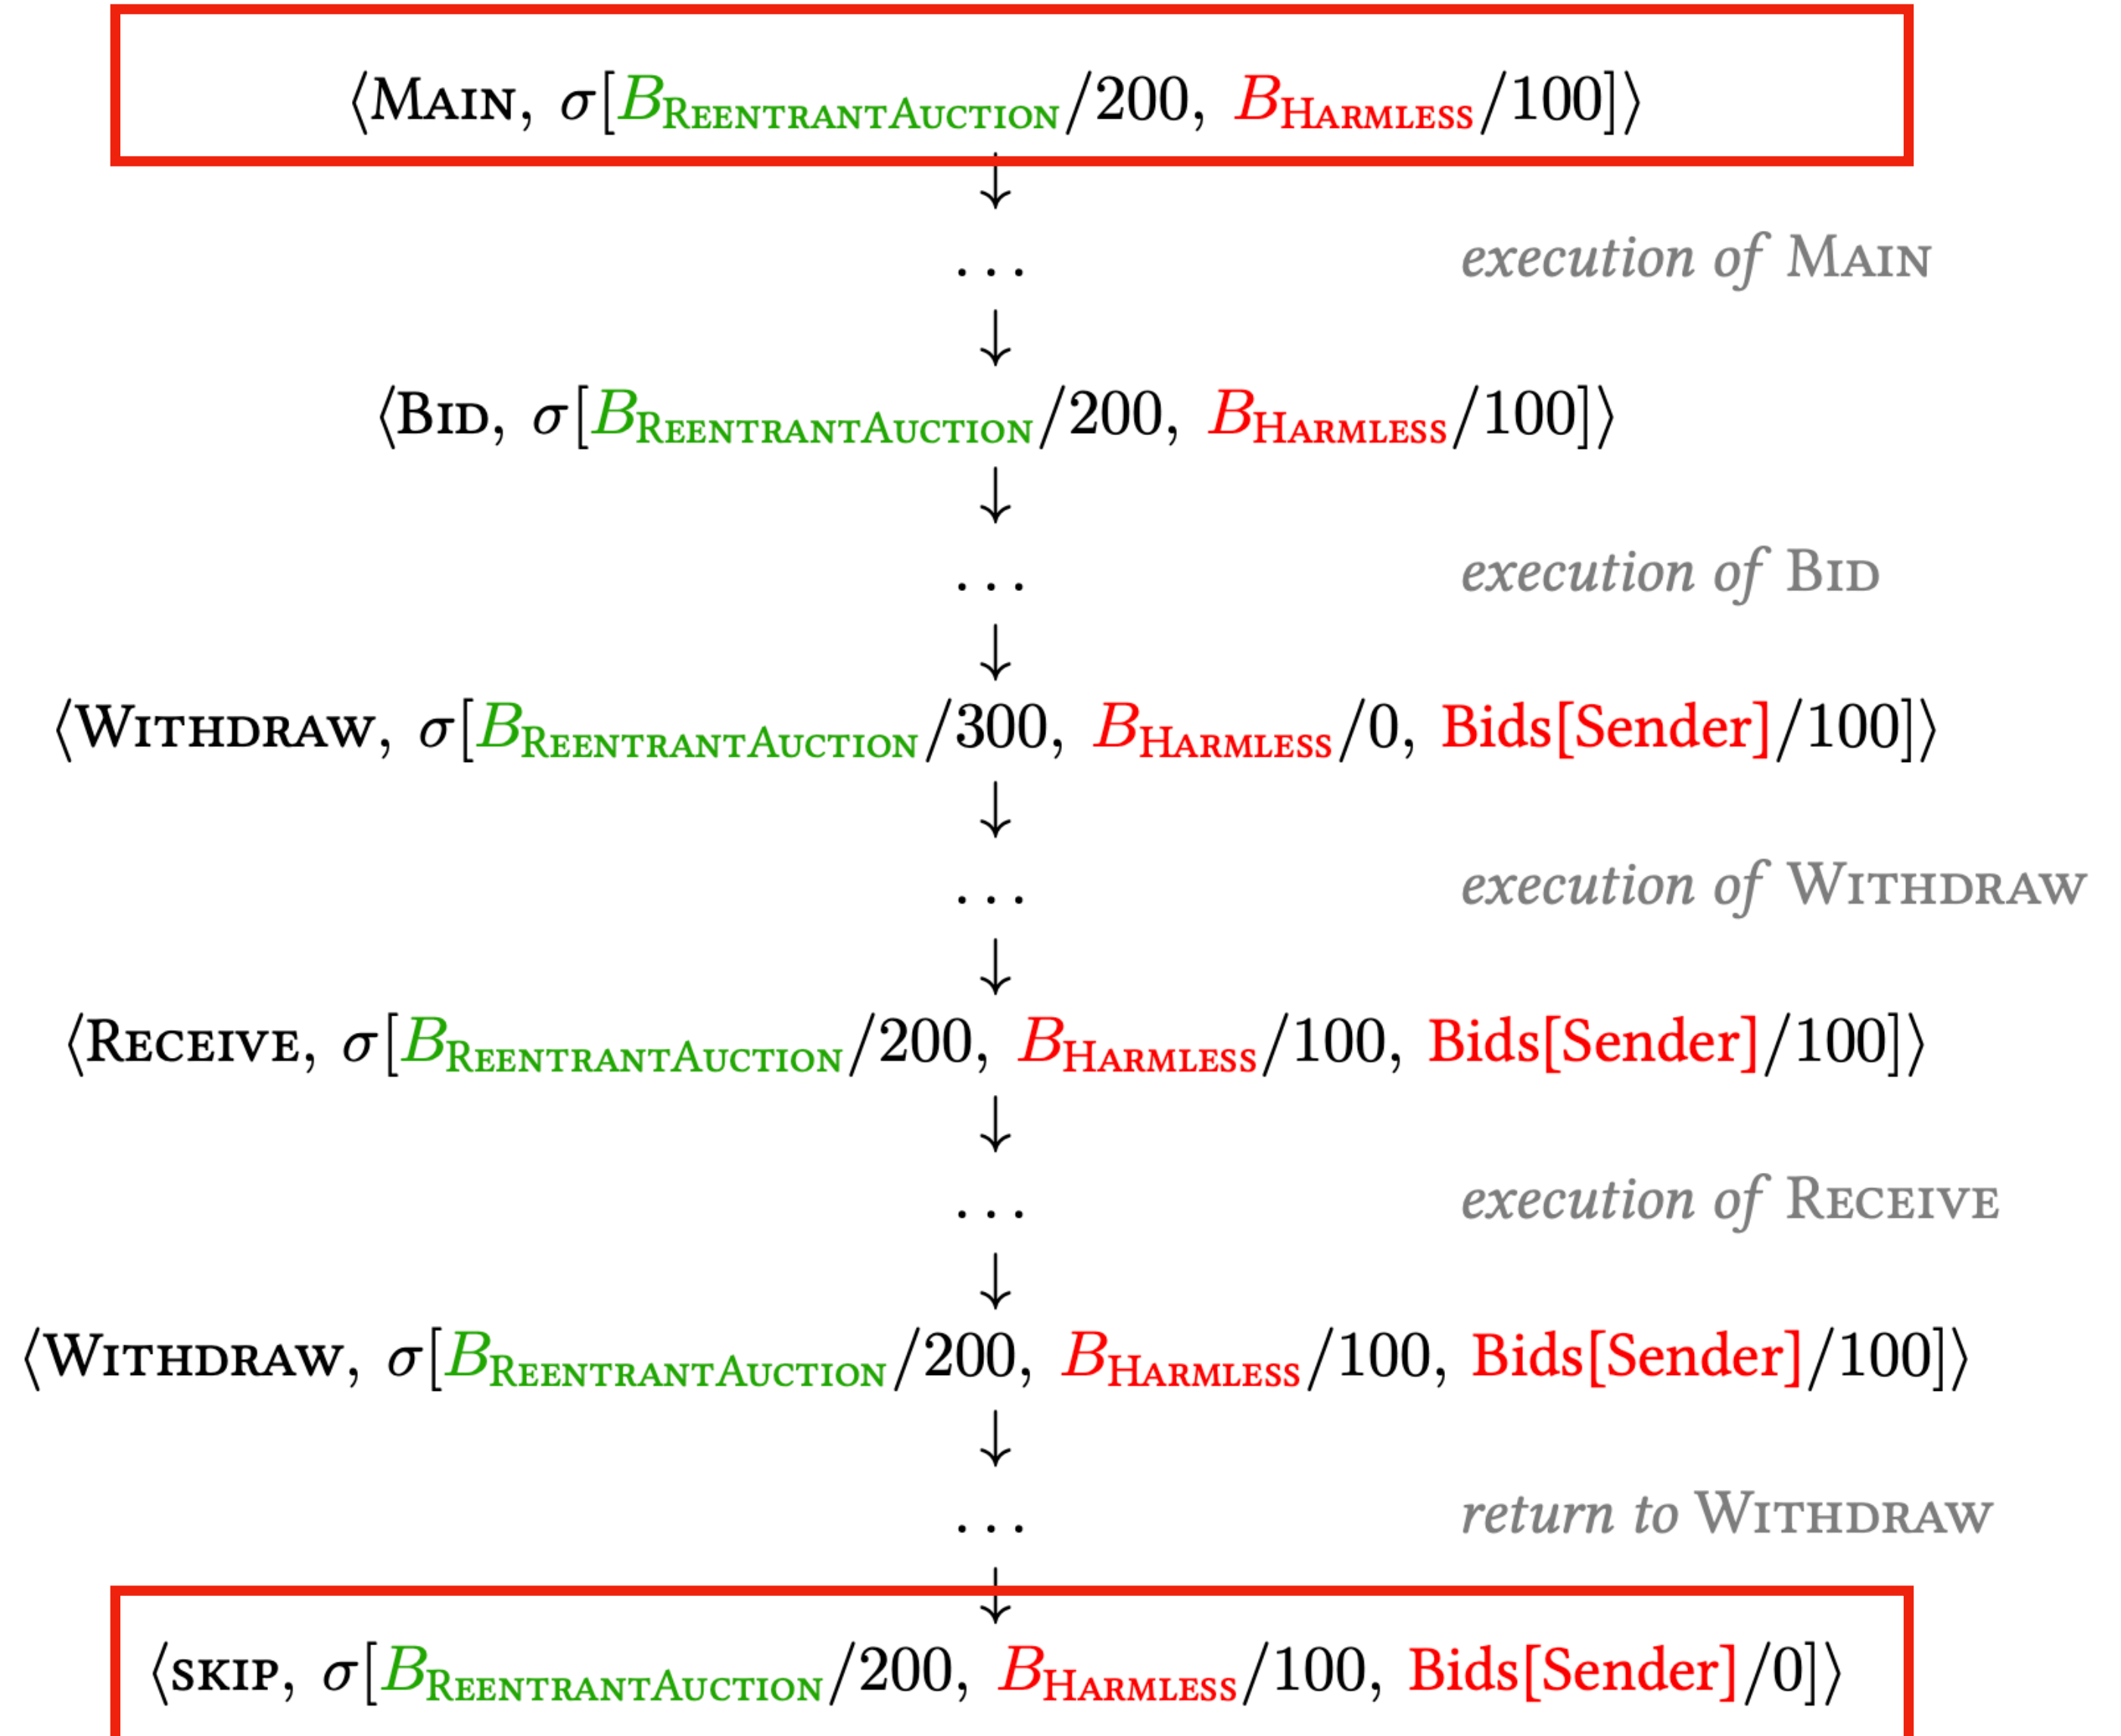 ⟨MAIN, σ[B_REENTRANTAUCTION/200, B_HARMLESS/100]⟩
↓
... execution of MAIN
↓
⟨BID, σ[B_REENTRANTAUCTION/200, B_HARMLESS/100]⟩
↓
... execution of BID
↓
⟨WITHDRAW, σ[B_REENTRANTAUCTION/300, B_HARMLESS/0, Bids[Sender]/100]⟩
↓
... execution of WITHDRAW
↓
⟨RECEIVE, σ[B_REENTRANTAUCTION/200, B_HARMLESS/100, Bids[Sender]/100]⟩
↓
... execution of RECEIVE
↓
⟨WITHDRAW, σ[B_REENTRANTAUCTION/200, B_HARMLESS/100, Bids[Sender]/100]⟩
↓
... return to WITHDRAW
↓
⟨SKIP, σ[B_REENTRANTAUCTION/200, B_HARMLESS/100, Bids[Sender]/0]⟩